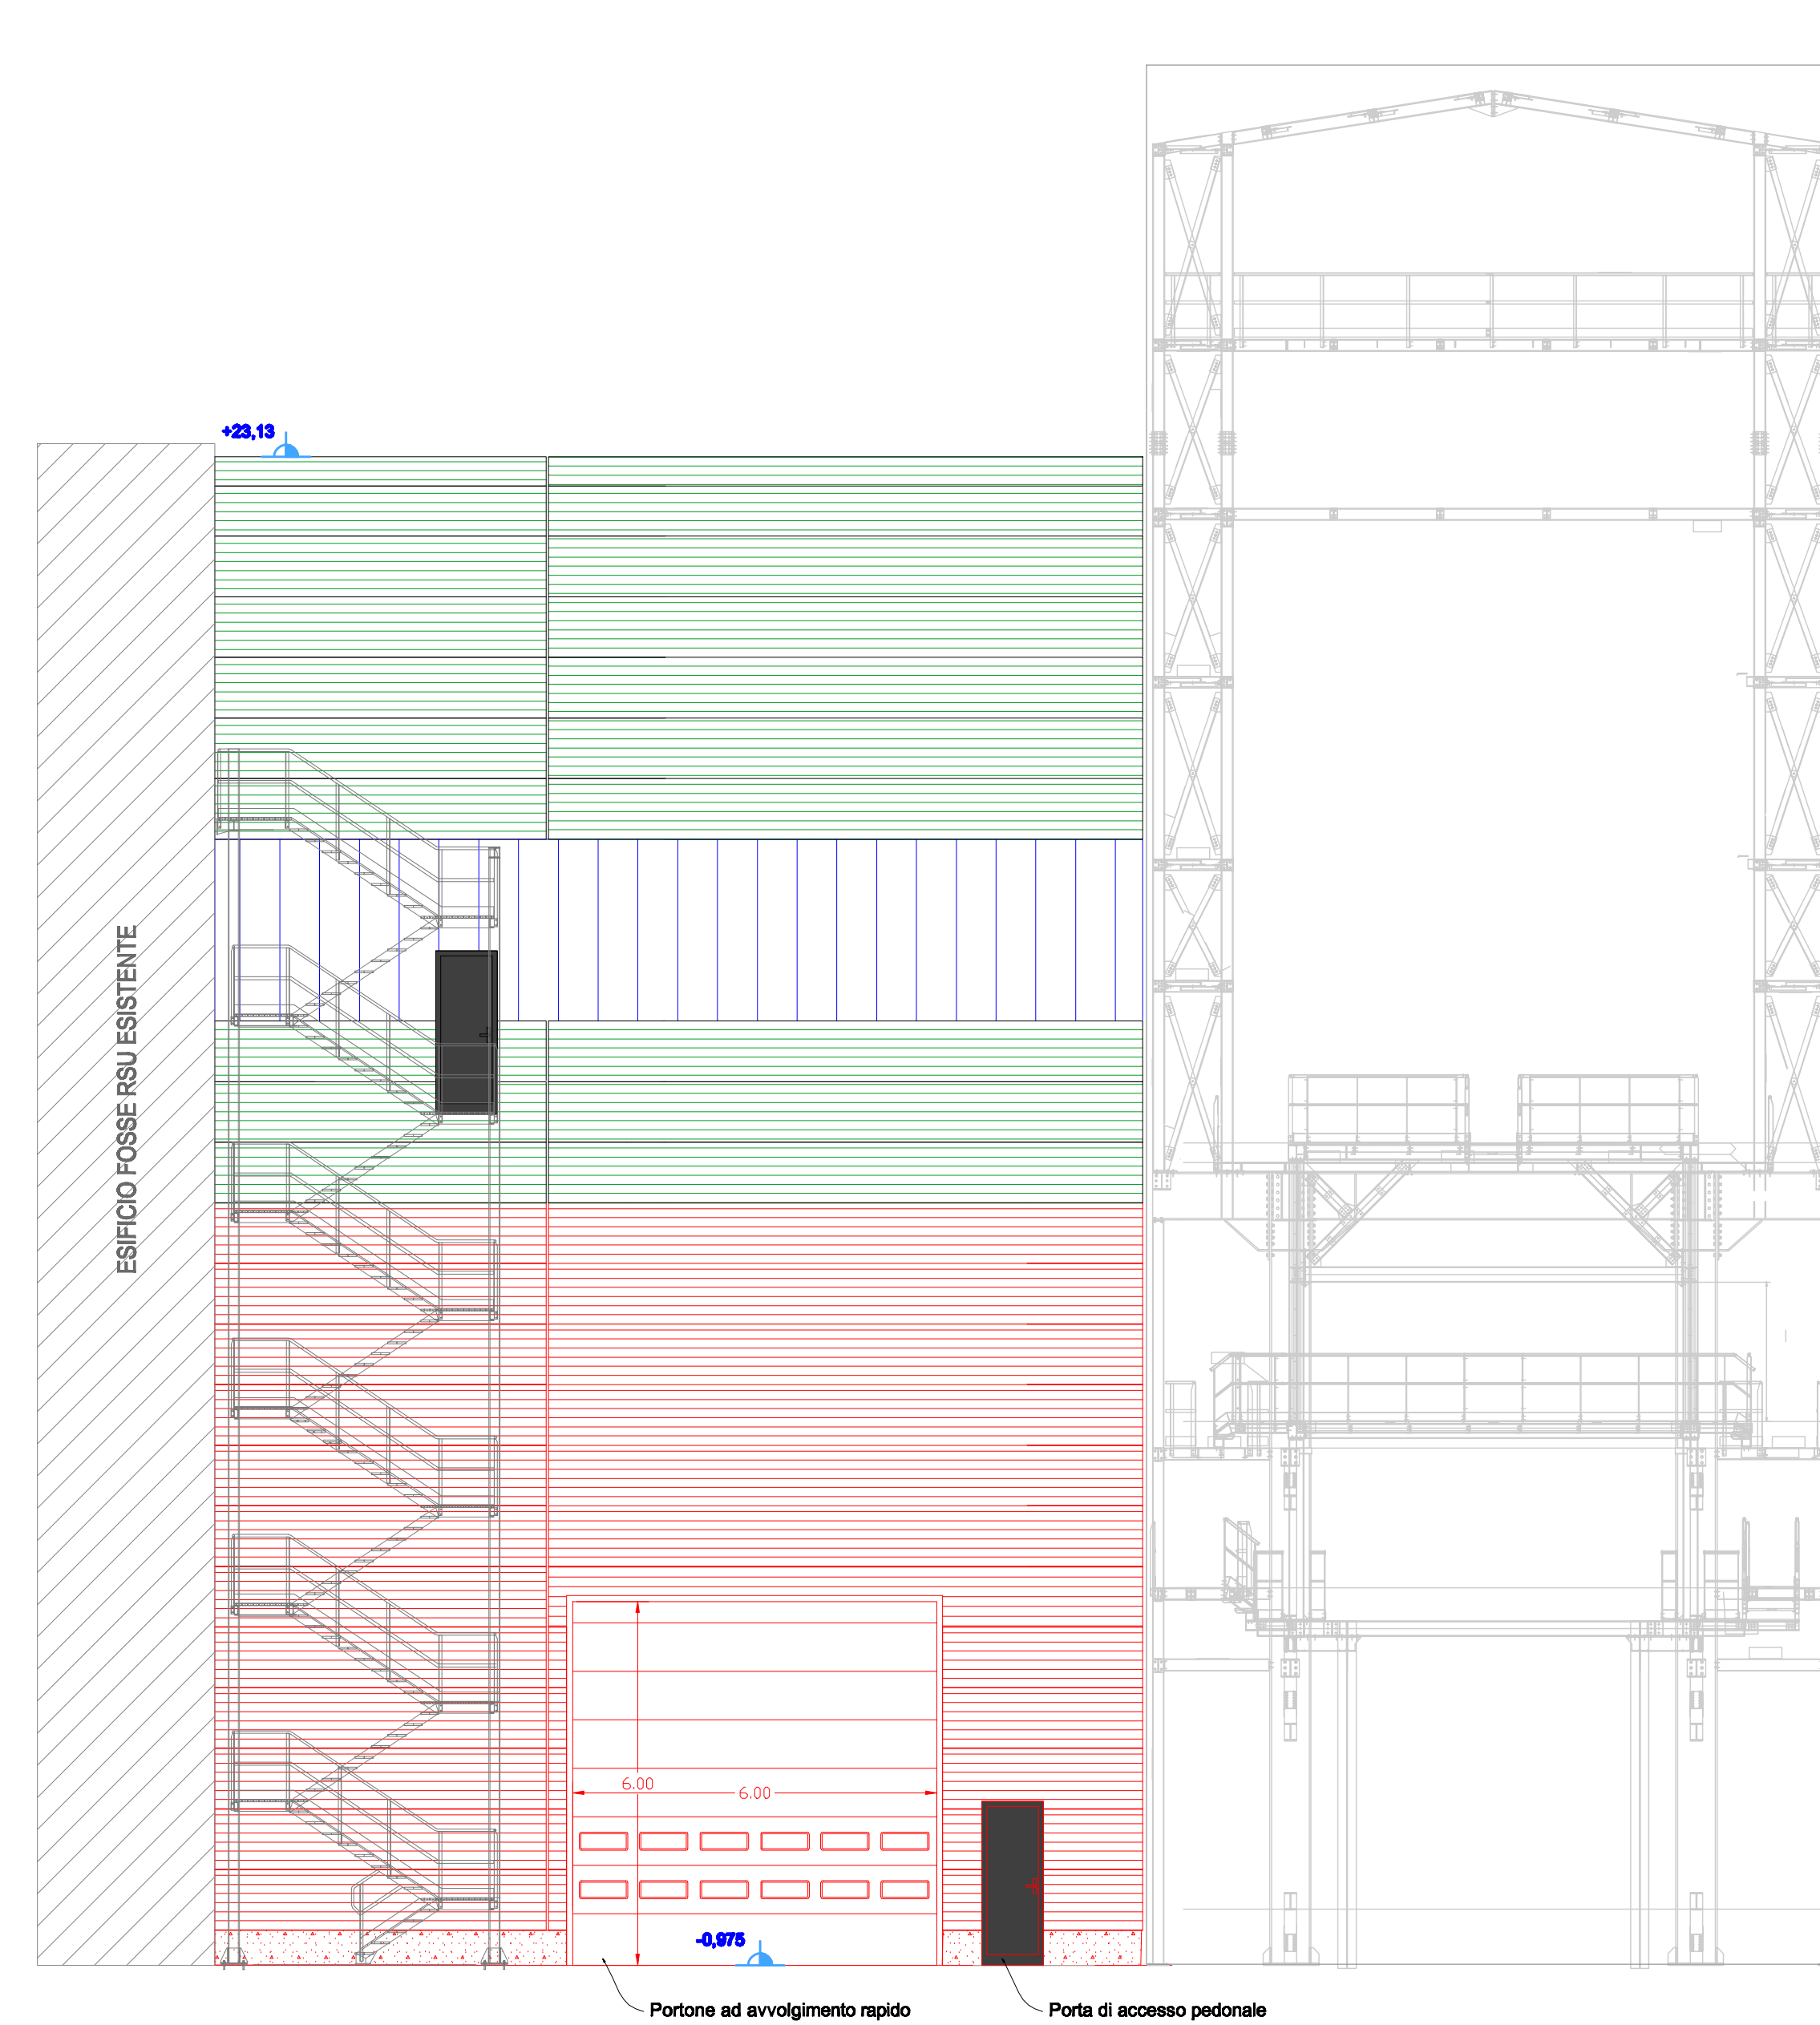 +23,13
ESIFICIO FOSSE RSU ESISTENTE
6.00
6.00
-0,975
Portone ad avvolgimento rapido
Porta di accesso pedonale